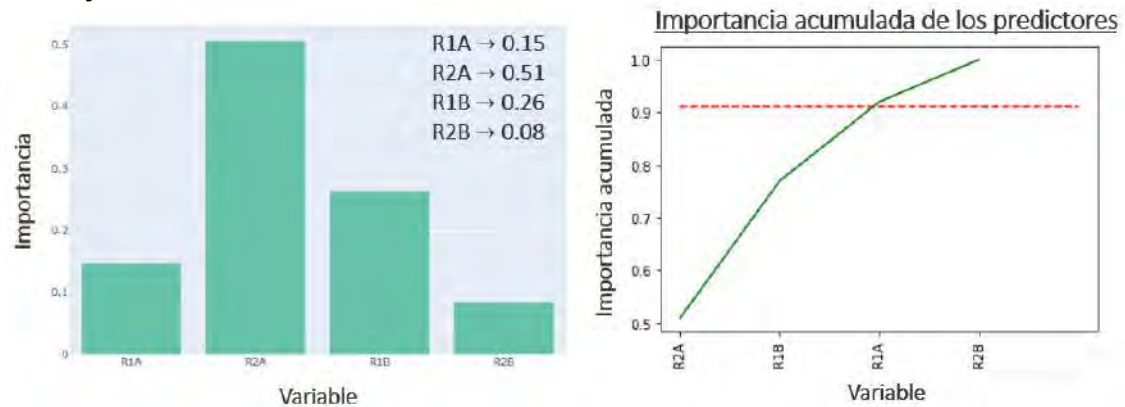 Importancia
0.5
0.4
0.3
0.2
0.1
0
R1A → 0.15
R2A → 0.51
R1B → 0.26
R2B → 0.08
R1A
R2A
R1B
R2B
Variable
Importancia acumulada de los predictores
Importancia acumulada
1.0
0.9
0.8
0.7
0.6
0.5
R2A
R1B
R1A
R2B
Variable